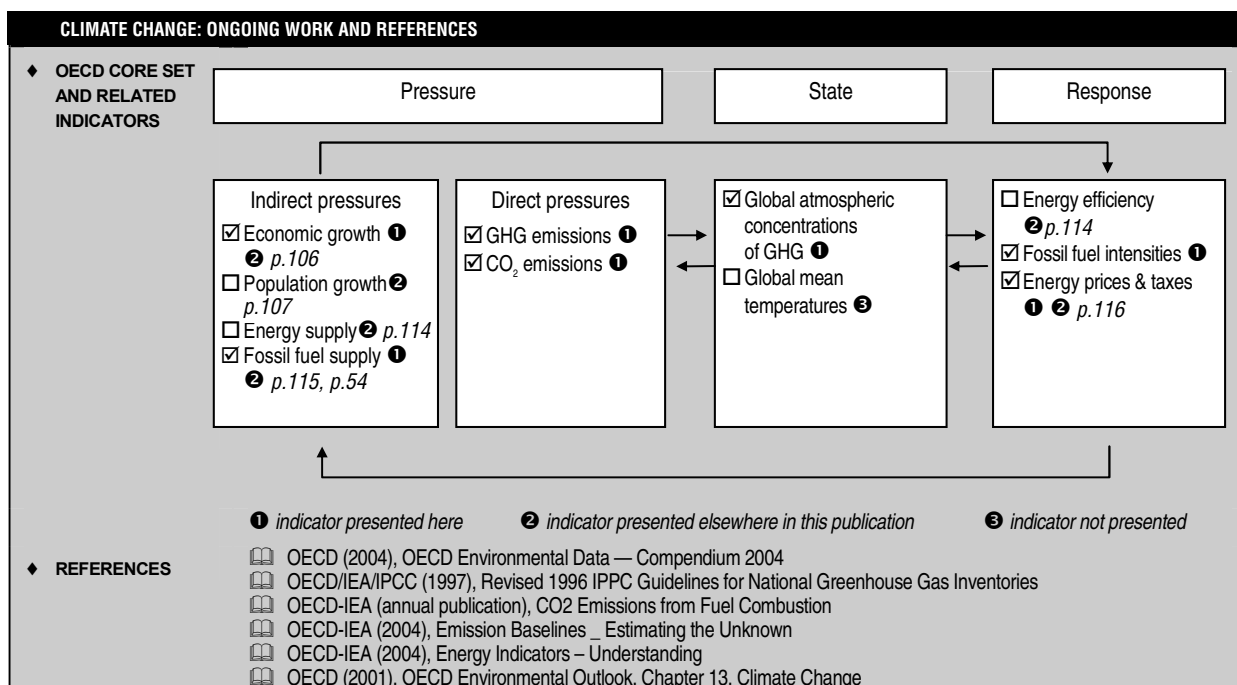 CLIMATE CHANGE: ONGOING WORK AND REFERENCES
♦ OECD CORE SET
AND RELATED
INDICATORS
Pressure
State
Response
Indirect pressures
☑ Economic growth ❶
❷ p.106
☐ Population growth ❷
p.107
☐ Energy supply ❷ p.114
☑ Fossil fuel supply ❶
❷ p.115, p.54
Direct pressures
☑ GHG emissions ❶
☑ CO₂ emissions ❶
☑ Global atmospheric
concentrations
of GHG ❶
☐ Global mean
temperatures ❸
☐ Energy efficiency
❷ p.114
☑ Fossil fuel intensities ❶
☑ Energy prices & taxes
❶ ❷ p.116
❶ indicator presented here ❷ indicator presented elsewhere in this publication ❸ indicator not presented
♦ REFERENCES
OECD (2004), OECD Environmental Data — Compendium 2004
OECD/IEA/IPCC (1997), Revised 1996 IPPC Guidelines for National Greenhouse Gas Inventories
OECD-IEA (annual publication), CO2 Emissions from Fuel Combustion
OECD-IEA (2004), Emission Baselines _ Estimating the Unknown
OECD-IEA (2004), Energy Indicators – Understanding
OECD (2001), OECD Environmental Outlook, Chapter 13, Climate Change